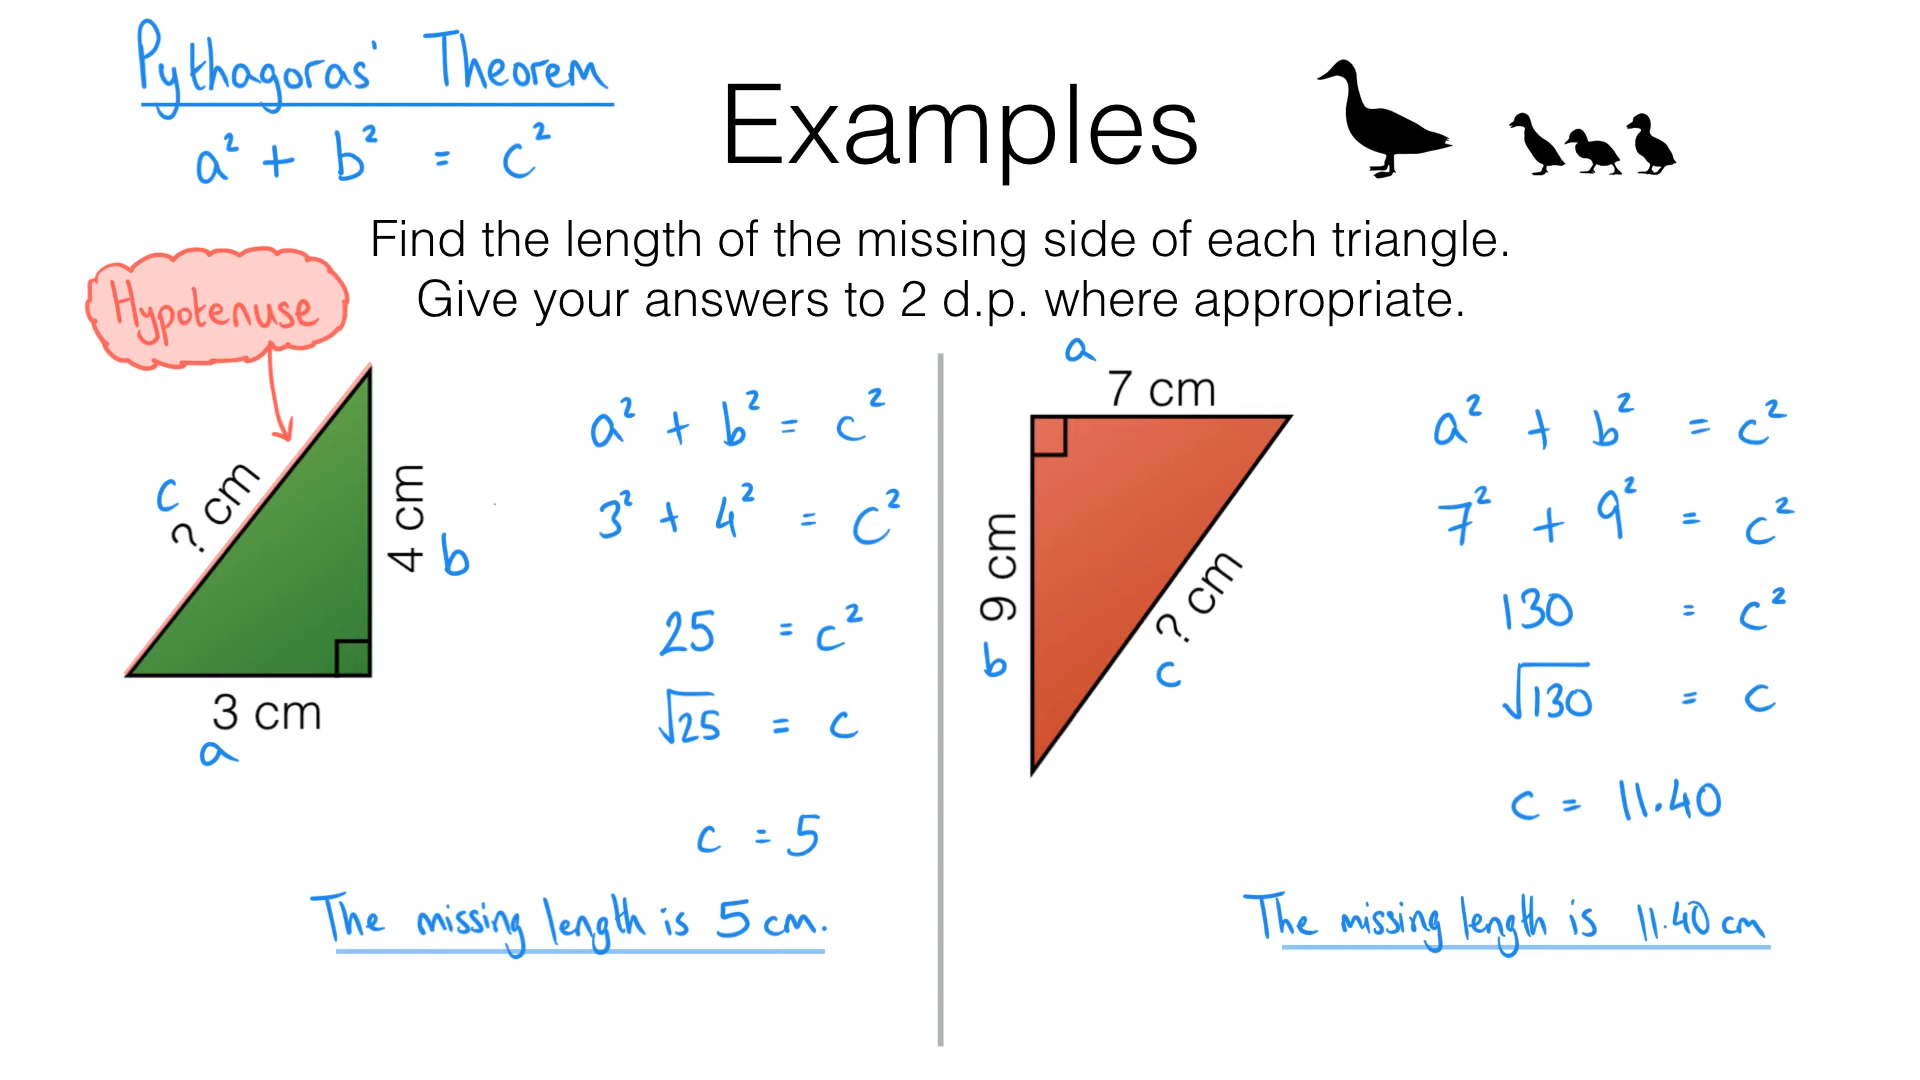 Pythagoras' Theorem
a² + b² = c²
Examples
Find the length of the missing side of each triangle.
Give your answers to 2 d.p. where appropriate.
Hypotenuse
c
? cm
4 cm
b
3 cm
a
a² + b² = c²
3² + 4² = c²
25 = c²
√25 = c
c = 5
The missing length is 5 cm.
a
7 cm
9 cm
b
? cm
c
a² + b² = c²
7² + 9² = c²
130 = c²
√130 = c
c = 11.40
The missing length is 11.40 cm